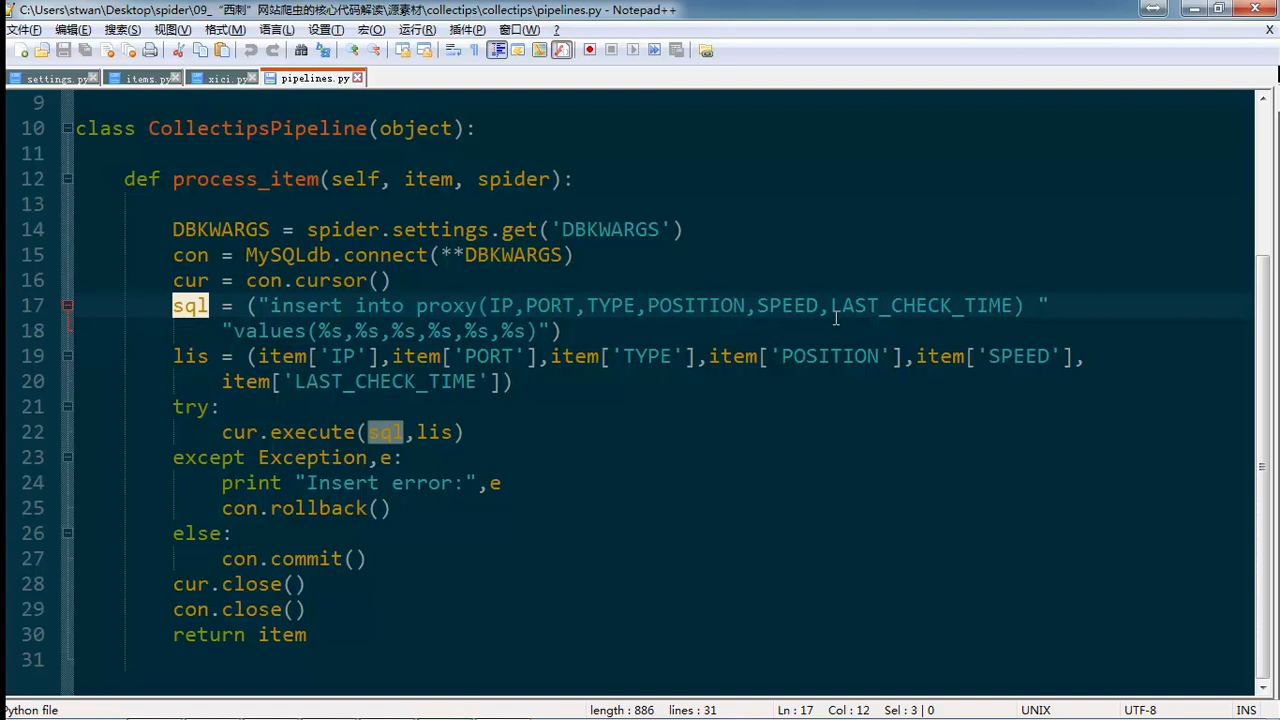 C:\Users\stwan\Desktop\spider\09_“西刺”网站爬虫的核心代码解读\源素材\collectips\collectips\pipelines.py - Notepad++
文件(F) 编辑(E) 搜索(S) 视图(V) 格式(M) 语言(L) 设置(T) 宏(O) 运行(R) 插件(P) 窗口(W) ? X
settings.py items.py xici.py pipelines.py
9
10 class CollectipsPipeline(object):
11
12 def process_item(self, item, spider):
13
14 DBKWARGS = spider.settings.get('DBKWARGS')
15 con = MySQLdb.connect(**DBKWARGS)
16 cur = con.cursor()
17 sql = ("insert into proxy(IP,PORT,TYPE,POSITION,SPEED,LAST_CHECK_TIME) "
18 "values(%s,%s,%s,%s,%s,%s)")
19 lis = (item['IP'],item['PORT'],item['TYPE'],item['POSITION'],item['SPEED'],
20 item['LAST_CHECK_TIME'])
21 try:
22 cur.execute(sql,lis)
23 except Exception,e:
24 print "Insert error:",e
25 con.rollback()
26 else:
27 con.commit()
28 cur.close()
29 con.close()
30 return item
31
Python file length : 886 lines : 31 Ln : 17 Col : 12 Sel : 3 | 0 UNIX UTF-8 INS